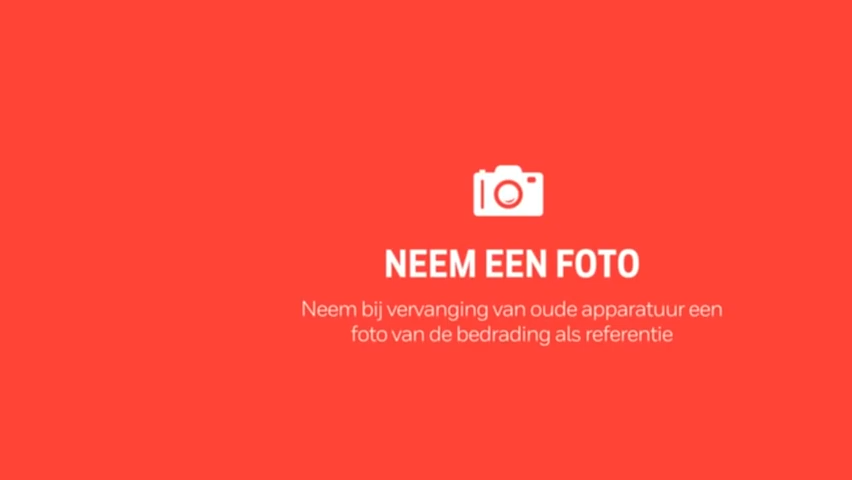 NEEM EEN FOTO
Neem bij vervanging van oude apparatuur een
foto van de bedrading als referentie